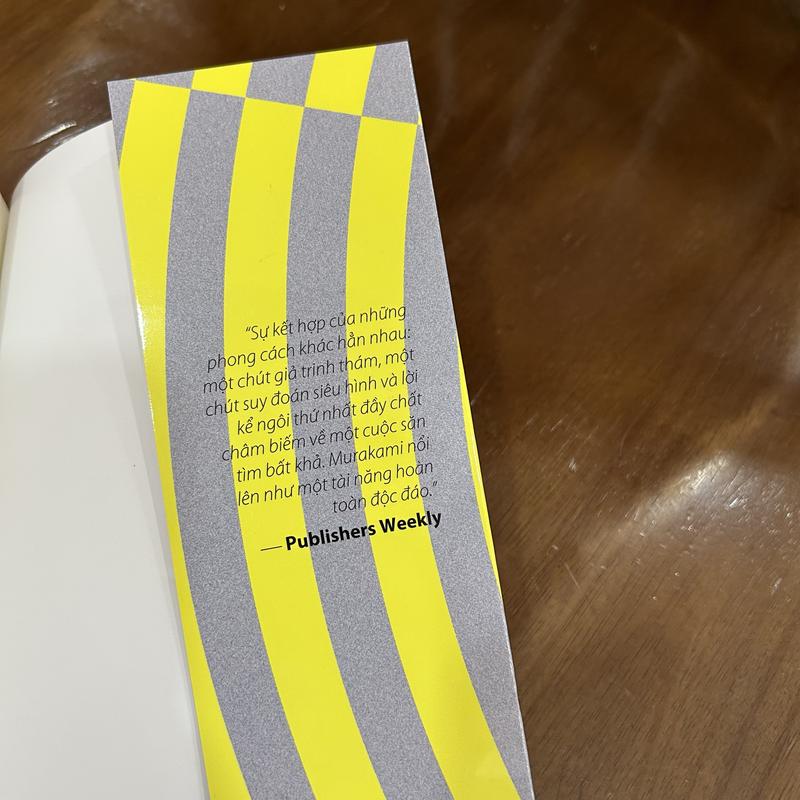 “Sự kết hợp của những
phong cách khác hẳn nhau:
một chút giả trinh thám, một
chút suy đoán siêu hình và lời
kể ngôi thứ nhất đầy chất
châm biếm về một cuộc săn
tìm bất khả. Murakami nổi
lên như một tài năng hoàn
toàn độc đáo.”
— Publishers Weekly